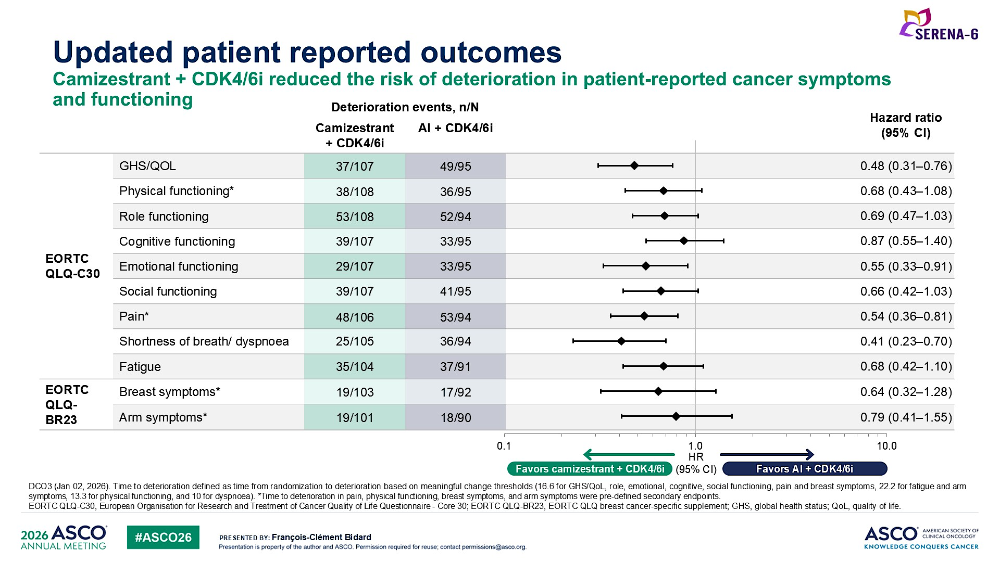 SERENA-6
Updated patient reported outcomes
Camizestrant + CDK4/6i reduced the risk of deterioration in patient-reported cancer symptoms
and functioning
Deterioration events, n/N
Hazard ratio
(95% CI)
Camizestrant
+ CDK4/6i
AI + CDK4/6i
EORTC
QLQ-C30
GHS/QOL 37/107 49/95 0.48 (0.31–0.76)
Physical functioning* 38/108 36/95 0.68 (0.43–1.08)
Role functioning 53/108 52/94 0.69 (0.47–1.03)
Cognitive functioning 39/107 33/95 0.87 (0.55–1.40)
Emotional functioning 29/107 33/95 0.55 (0.33–0.91)
Social functioning 39/107 41/95 0.66 (0.42–1.03)
Pain* 48/106 53/94 0.54 (0.36–0.81)
Shortness of breath/ dyspnoea 25/105 36/94 0.41 (0.23–0.70)
Fatigue 35/104 37/91 0.68 (0.42–1.10)
EORTC
QLQ-
BR23
Breast symptoms* 19/103 17/92 0.64 (0.32–1.28)
Arm symptoms* 19/101 18/90 0.79 (0.41–1.55)
0.1 1.0 10.0
HR
(95% CI)
Favors camizestrant + CDK4/6i
Favors AI + CDK4/6i
DCO3 (Jan 02, 2026). Time to deterioration defined as time from randomization to deterioration based on meaningful change thresholds (16.6 for GHS/QoL, role, emotional, cognitive, social functioning, pain and breast symptoms, 22.2 for fatigue and arm
symptoms, 13.3 for physical functioning, and 10 for dyspnoea). *Time to deterioration in pain, physical functioning, breast symptoms, and arm symptoms were pre-defined secondary endpoints.
EORTC QLQ-C30, European Organisation for Research and Treatment of Cancer Quality of Life Questionnaire - Core 30; EORTC QLQ-BR23, EORTC QLQ breast cancer-specific supplement; GHS, global health status; QoL, quality of life.
2026 ASCO®
ANNUAL MEETING
#ASCO26
PRESENTED BY: François-Clément Bidard
Presentation is property of the author and ASCO. Permission required for reuse; contact permissions@asco.org.
ASCO® AMERICAN SOCIETY OF
CLINICAL ONCOLOGY
KNOWLEDGE CONQUERS CANCER